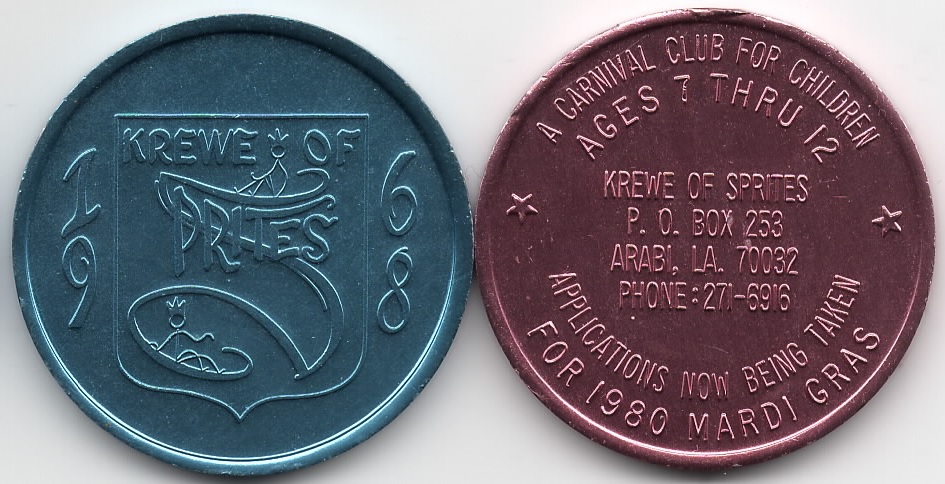 KREWE OF
SPRITES
19
68
A CARNIVAL CLUB FOR CHILDREN
AGES 7 THRU 12
KREWE OF SPRITES
P. O. BOX 253
ARABI, LA. 70032
PHONE: 271-6916
APPLICATIONS NOW BEING TAKEN
FOR 1980 MARDI GRAS